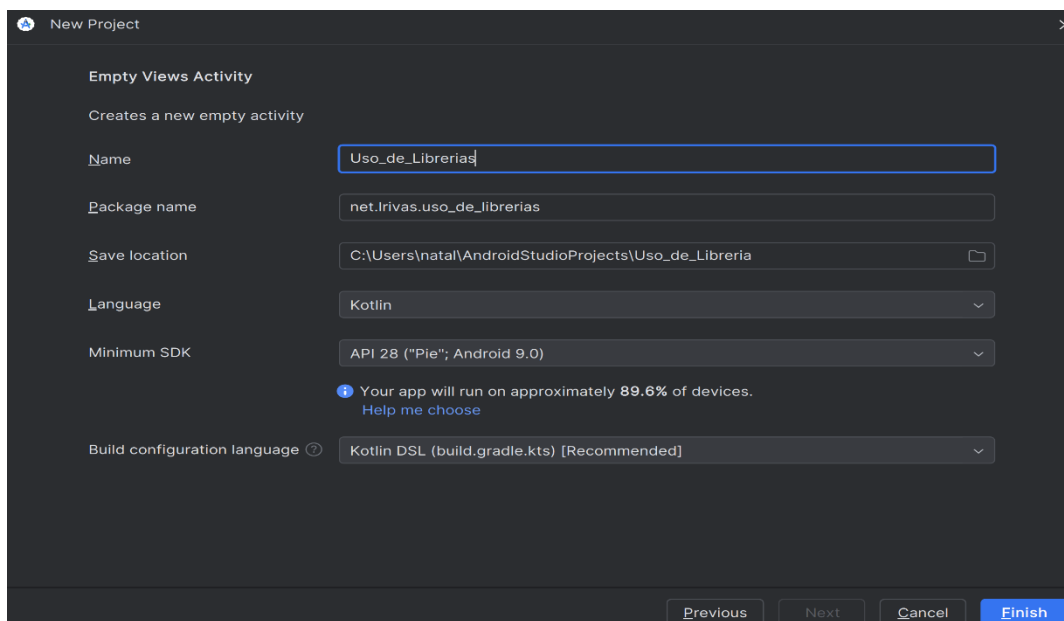 New Project
Empty Views Activity
Creates a new empty activity
Name
Uso_de_Librerias
Package name
net.lrivas.uso_de_librerias
Save location
C:\Users\natal\AndroidStudioProjects\Uso_de_Libreria
Language
Kotlin
Minimum SDK
API 28 ("Pie"; Android 9.0)
Your app will run on approximately 89.6% of devices.
Help me choose
Build configuration language ?
Kotlin DSL (build.gradle.kts) [Recommended]
Previous
Next
Cancel
Finish